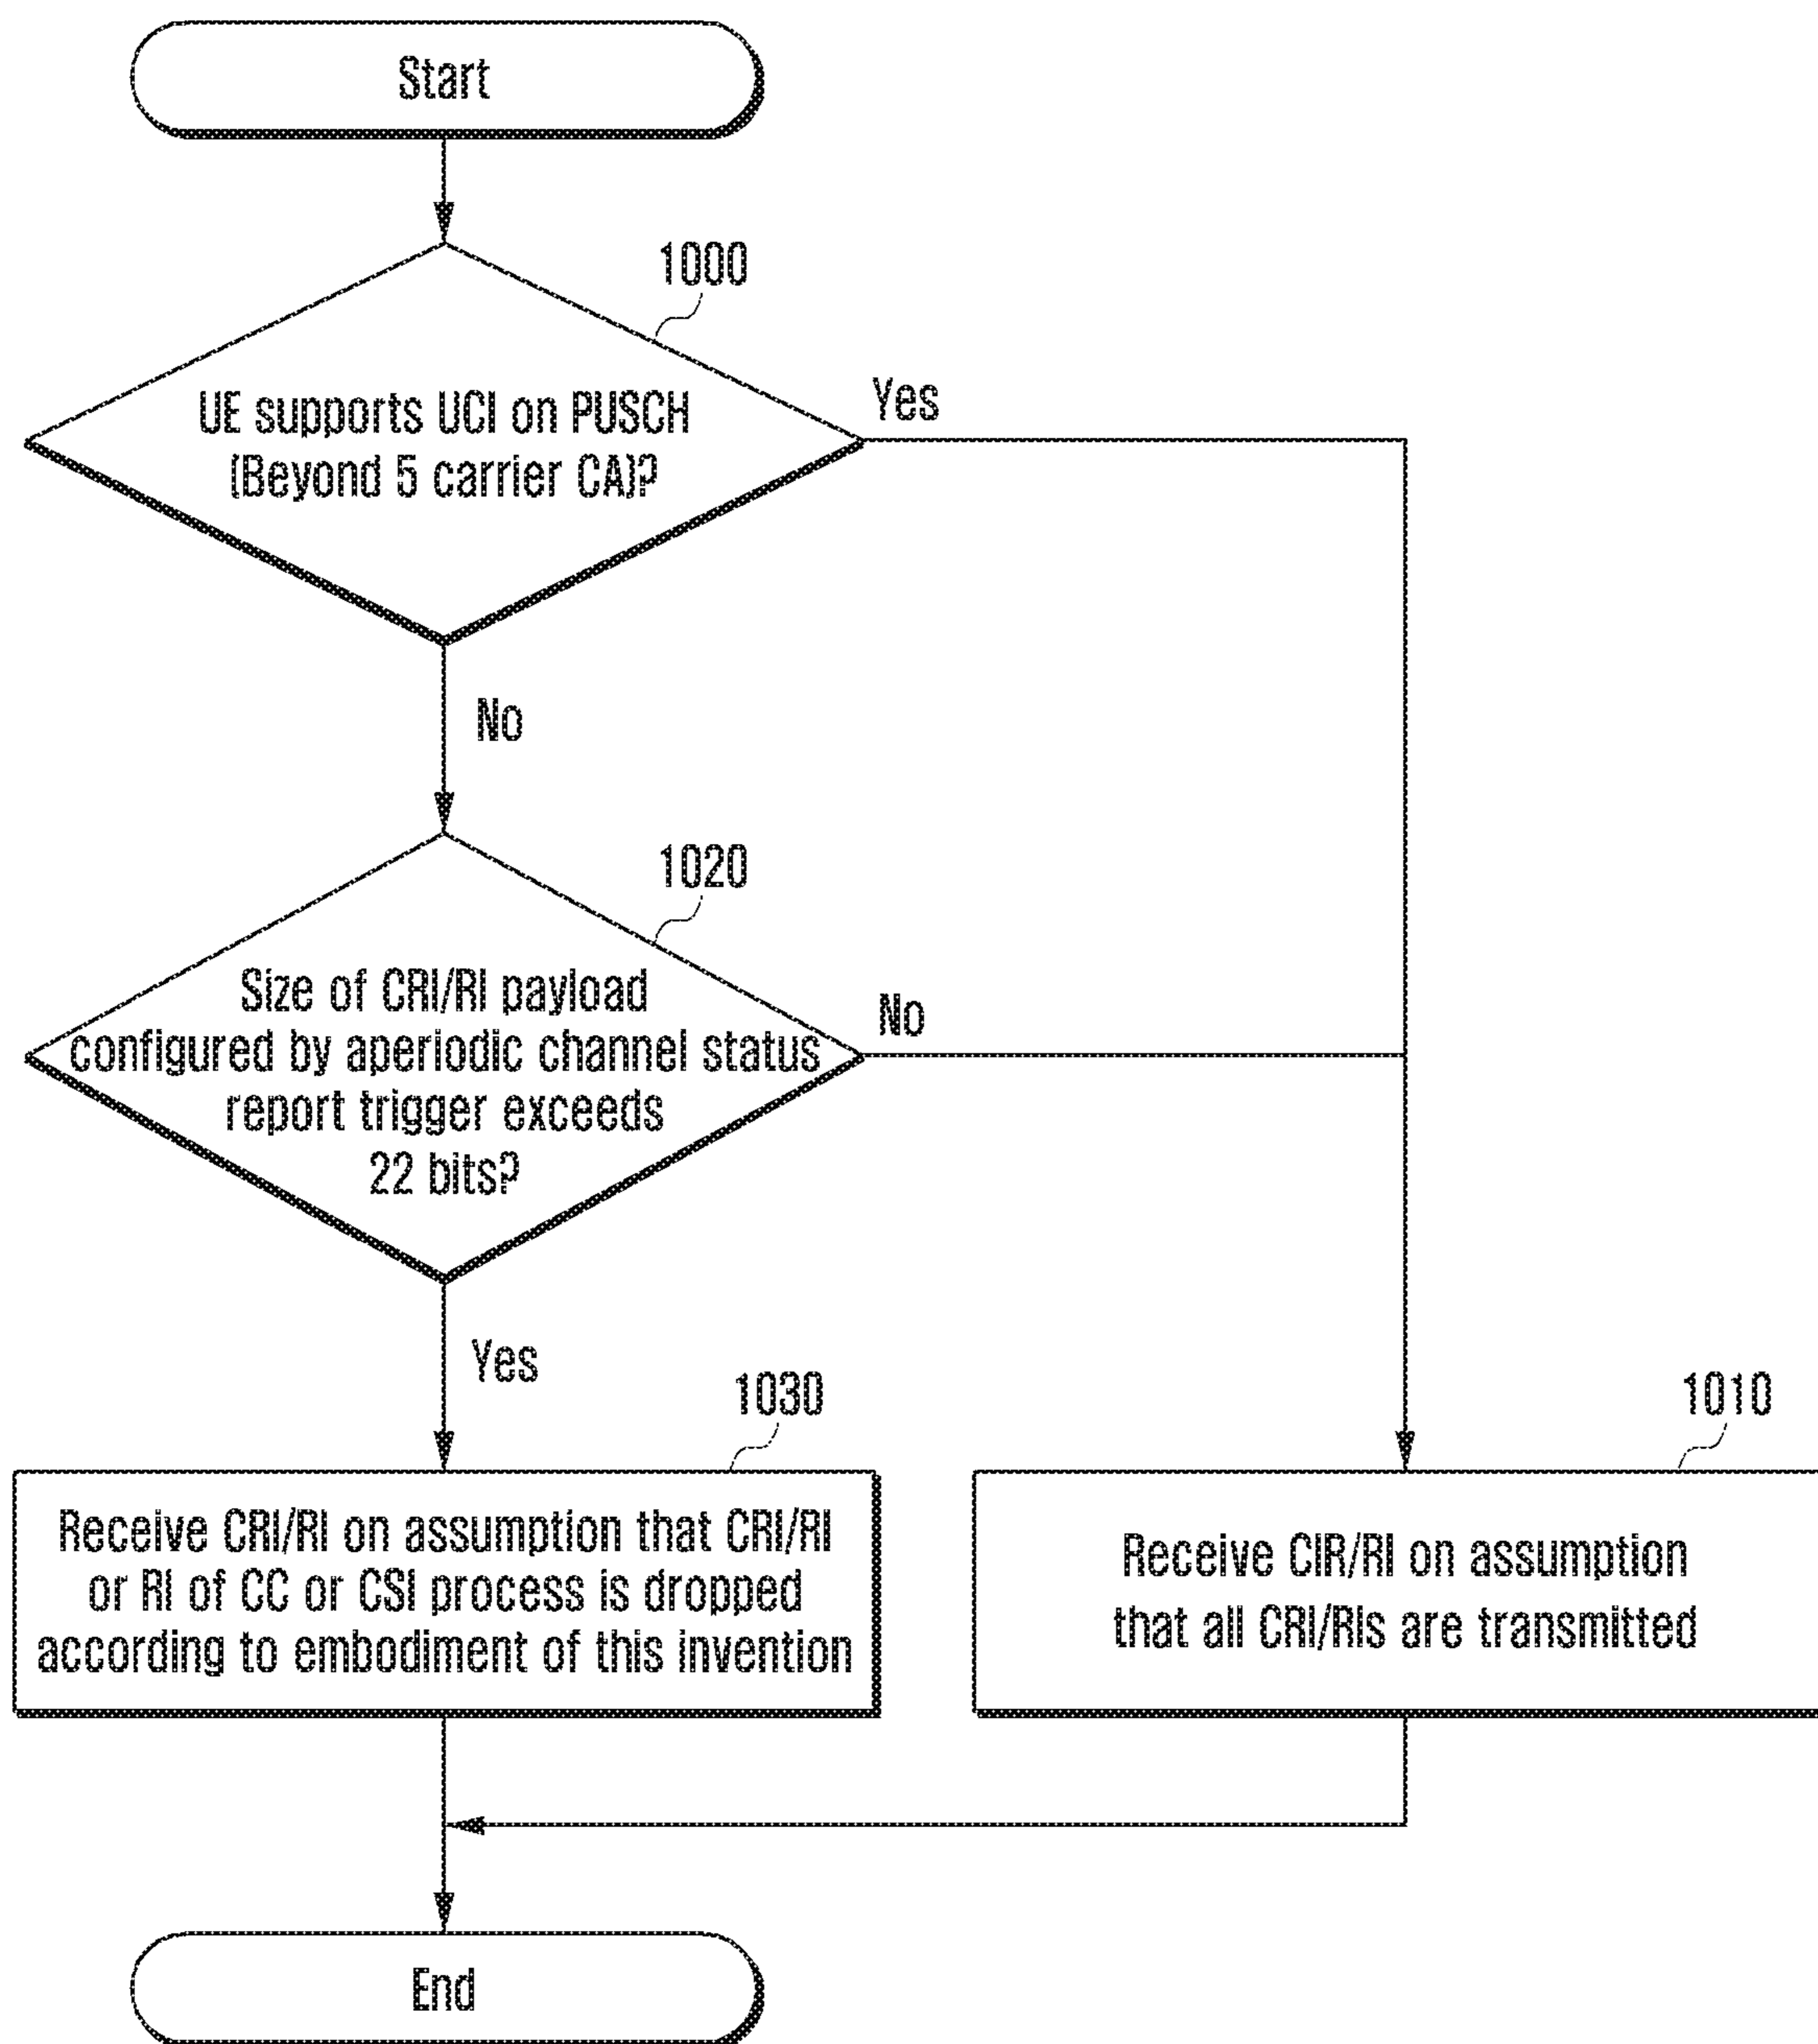 Start
1000
UE supports UCI on PUSCH
(Beyond 5 carrier CA)?
Yes
No
1020
Size of CRI/RI payload
configured by aperiodic channel status
report trigger exceeds
22 bits?
No
Yes
1030
Receive CRI/RI on assumption that CRI/RI
or RI of CC or CSI process is dropped
according to embodiment of this invention
1010
Receive CIR/RI on assumption
that all CRI/RIs are transmitted
End